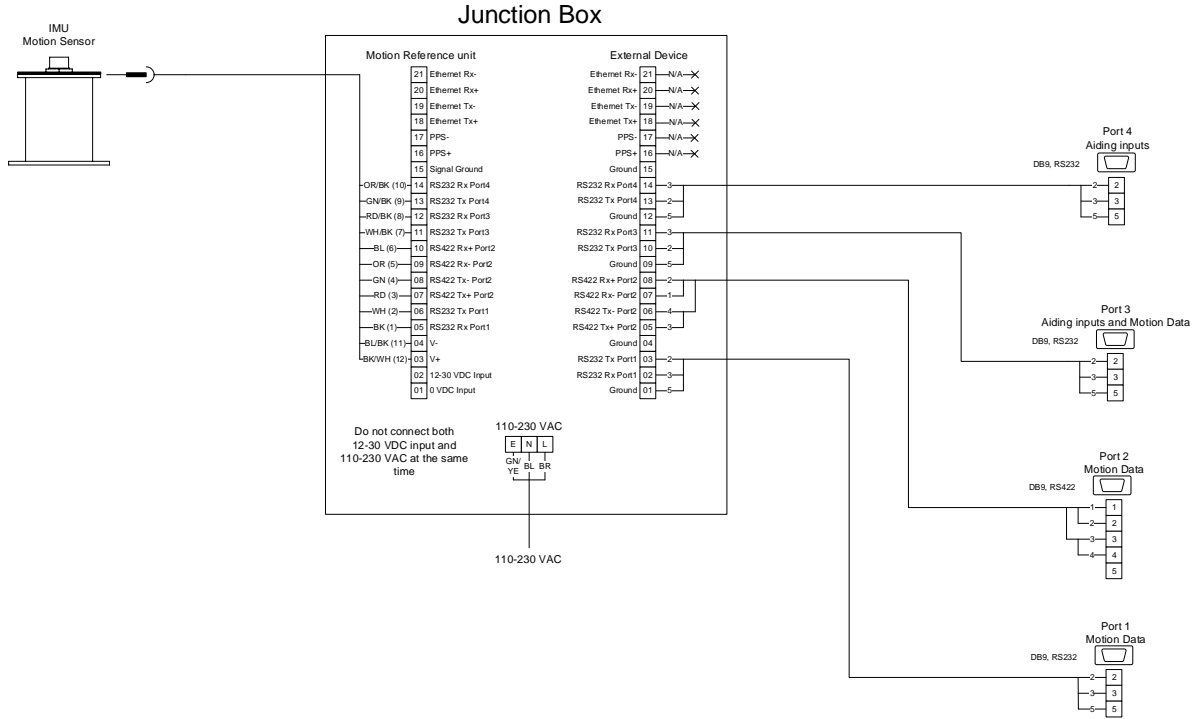 Junction Box
IMU
Motion Sensor
Motion Reference unit
21 Ethernet Rx-
20 Ethernet Rx+
19 Ethernet Tx-
18 Ethernet Tx+
17 PPS-
16 PPS+
15 Signal Ground
OR/BK (10) 14 RS232 Rx Port4
GN/BK (9) 13 RS232 Tx Port4
RD/BK (8) 12 RS232 Rx Port3
WH/BK (7) 11 RS232 Tx Port3
BL (6) 10 RS422 Rx+ Port2
OR (5) 09 RS422 Rx- Port2
GN (4) 08 RS422 Tx- Port2
RD (3) 07 RS422 Tx+ Port2
WH (2) 06 RS232 Tx Port1
BK (1) 05 RS232 Rx Port1
BL/BK (11) 04 V-
BK/WH (12) 03 V+
02 12-30 VDC Input
01 0 VDC Input
External Device
Ethernet Rx- 21 N/A
Ethernet Rx+ 20 N/A
Ethernet Tx- 19 N/A
Ethernet Tx+ 18 N/A
PPS- 17 N/A
PPS+ 16 N/A
Ground 15
RS232 Rx Port4 14 3
RS232 Tx Port4 13 2
Ground 12 5
RS232 Rx Port3 11 3
RS232 Tx Port3 10 2
Ground 09 5
RS422 Rx+ Port2 08 2
RS422 Rx- Port2 07 1
RS422 Tx- Port2 06 4
RS422 Tx+ Port2 05 3
Ground 04
RS232 Tx Port1 03 2
RS232 Rx Port1 02 3
Ground 01 5
Do not connect both
12-30 VDC input and
110-230 VAC at the same
time
110-230 VAC
E N L
GN/
YE BL BR
110-230 VAC
Port 4
Aiding inputs
DB9, RS232
2 2
3 3
5 5
Port 3
Aiding inputs and Motion Data
DB9, RS232
2 2
3 3
5 5
Port 2
Motion Data
DB9, RS422
1 1
2 2
3 3
4 4
5
Port 1
Motion Data
DB9, RS232
2 2
3 3
5 5